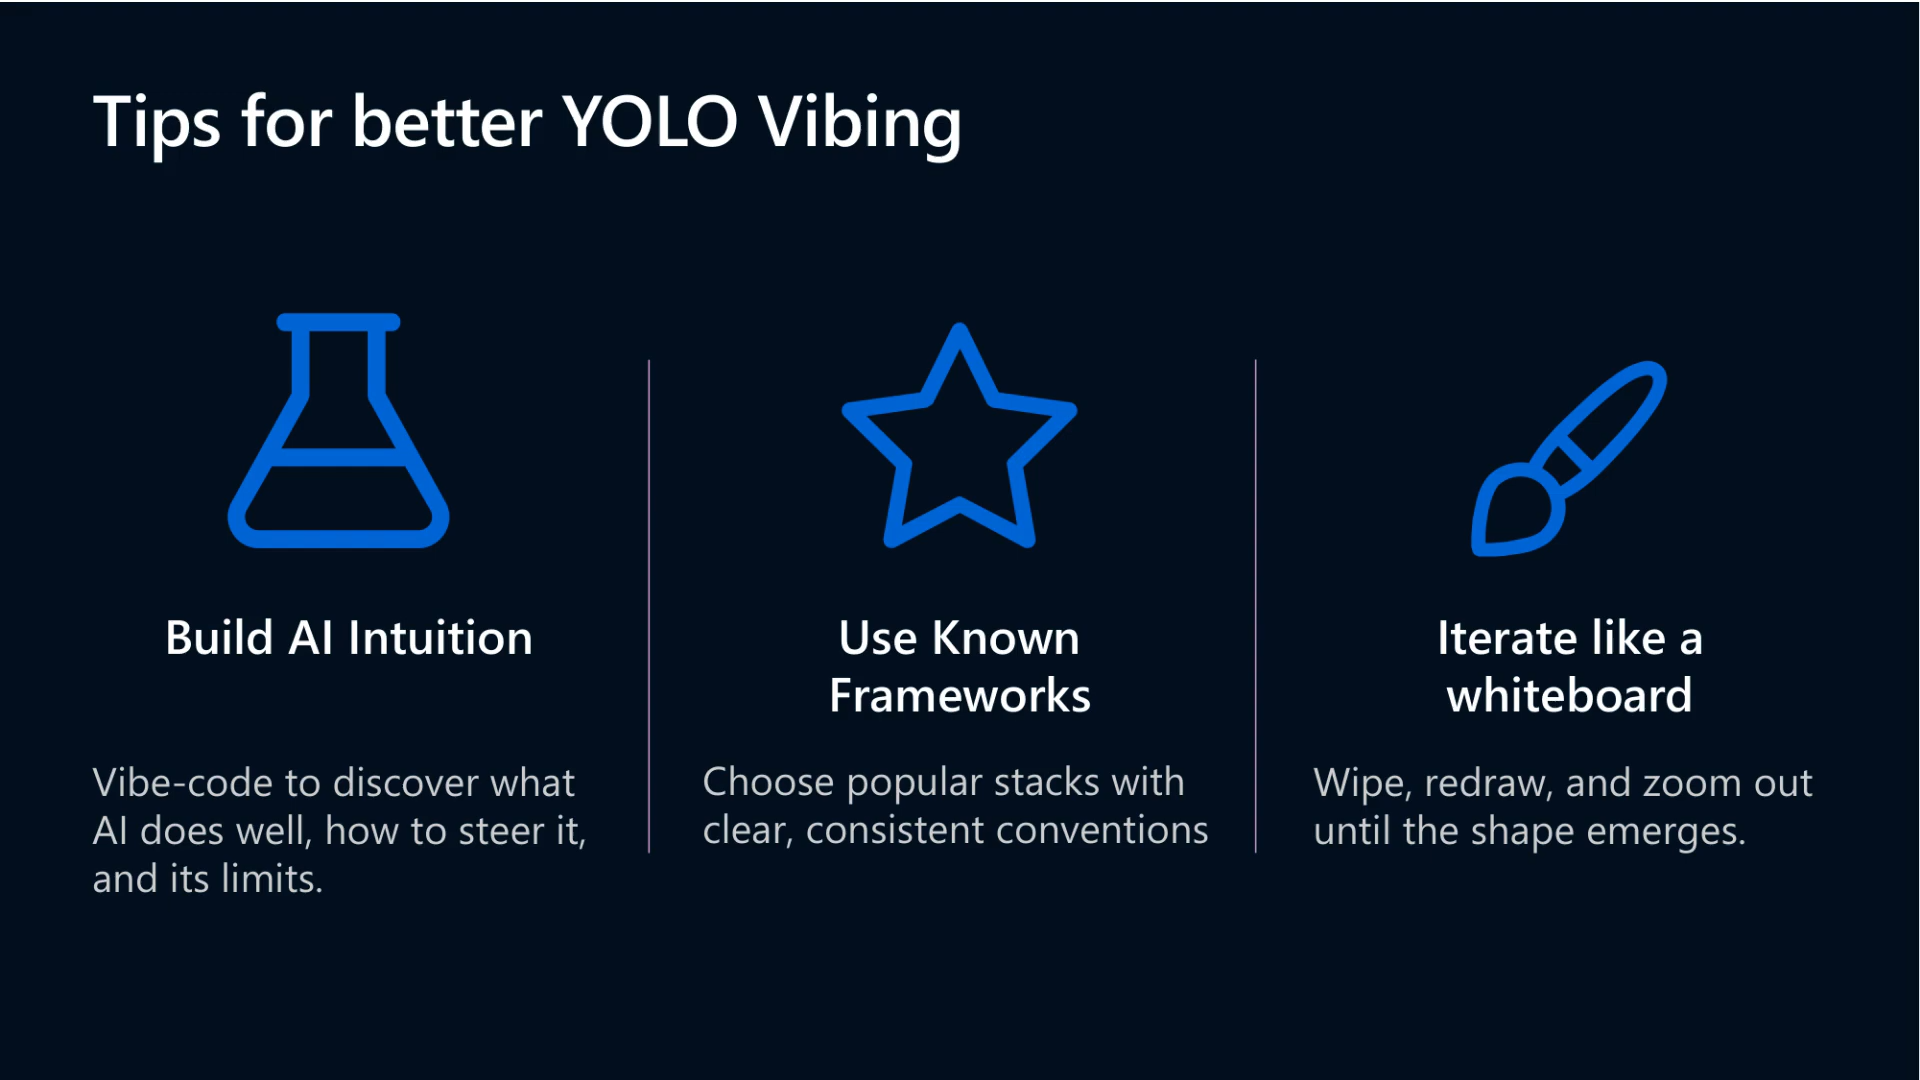 Tips for better YOLO Vibing
Build AI Intuition
Vibe-code to discover what
AI does well, how to steer it,
and its limits.
Use Known
Frameworks
Choose popular stacks with
clear, consistent conventions
Iterate like a
whiteboard
Wipe, redraw, and zoom out
until the shape emerges.